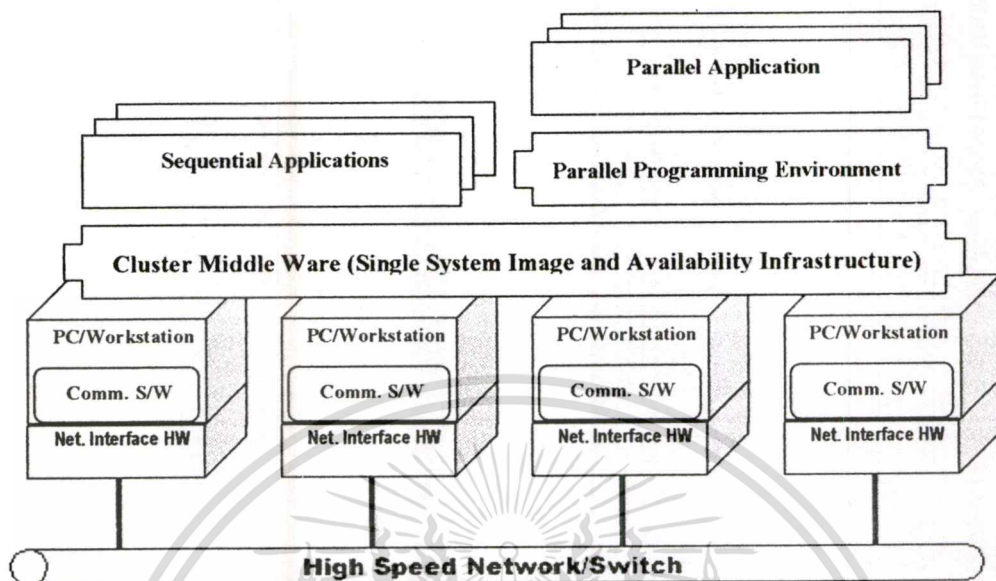 Parallel Application
Sequential Applications
Parallel Programming Environment
Cluster Middle Ware (Single System Image and Availability Infrastructure)
PC/Workstation
PC/Workstation
PC/Workstation
PC/Workstation
Comm. S/W
Comm. S/W
Comm. S/W
Comm. S/W
Net. Interface HW
Net. Interface HW
Net. Interface HW
Net. Interface HW
High Speed Network/Switch